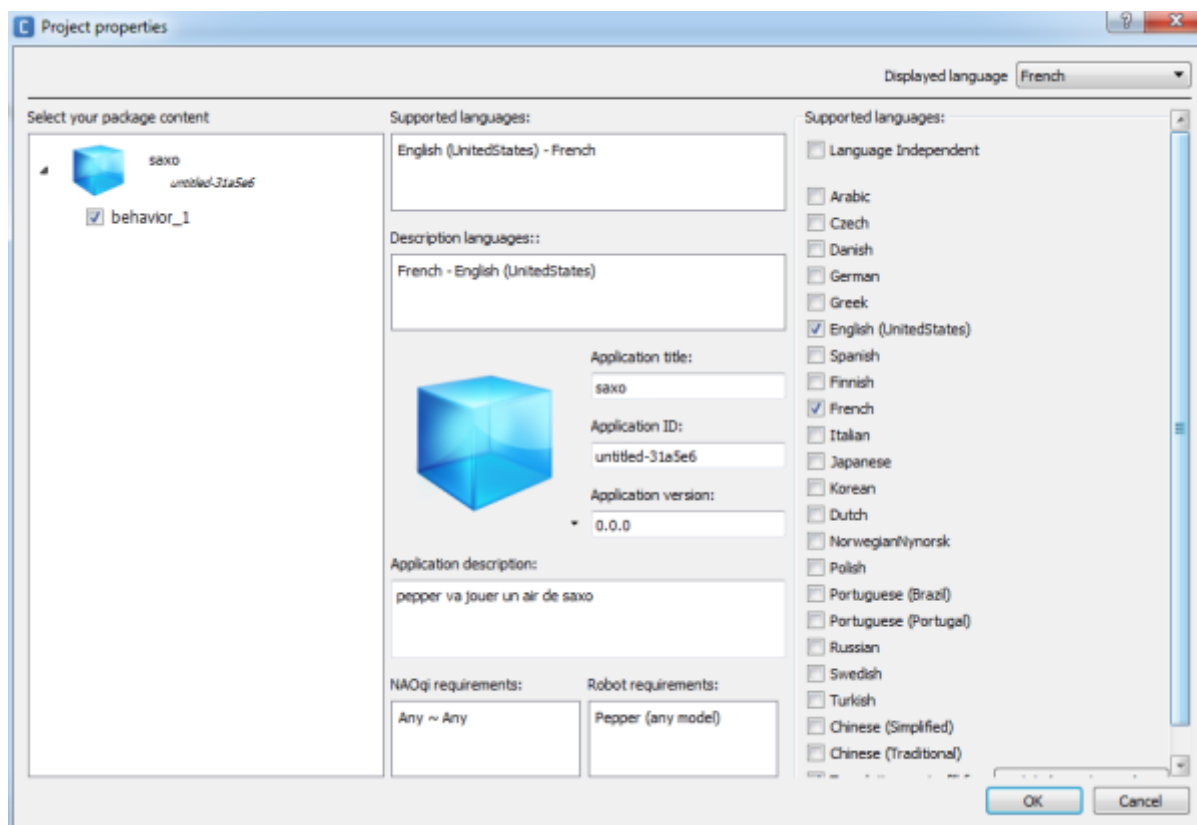 Project properties
Displayed language French
Select your package content
saxo
untitled-31a5e6
behavior_1
Supported languages:
English (UnitedStates) - French
Description languages::
French - English (UnitedStates)
Application title:
saxo
Application ID:
untitled-31a5e6
Application version:
0.0.0
Application description:
pepper va jouer un air de saxo
NAOqi requirements:
Any ~ Any
Robot requirements:
Pepper (any model)
Supported languages:
Language Independent
Arabic
Czech
Danish
German
Greek
English (UnitedStates)
Spanish
Finnish
French
Italian
Japanese
Korean
Dutch
NorwegianNynorsk
Polish
Portuguese (Brazil)
Portuguese (Portugal)
Russian
Swedish
Turkish
Chinese (Simplified)
Chinese (Traditional)
OK
Cancel